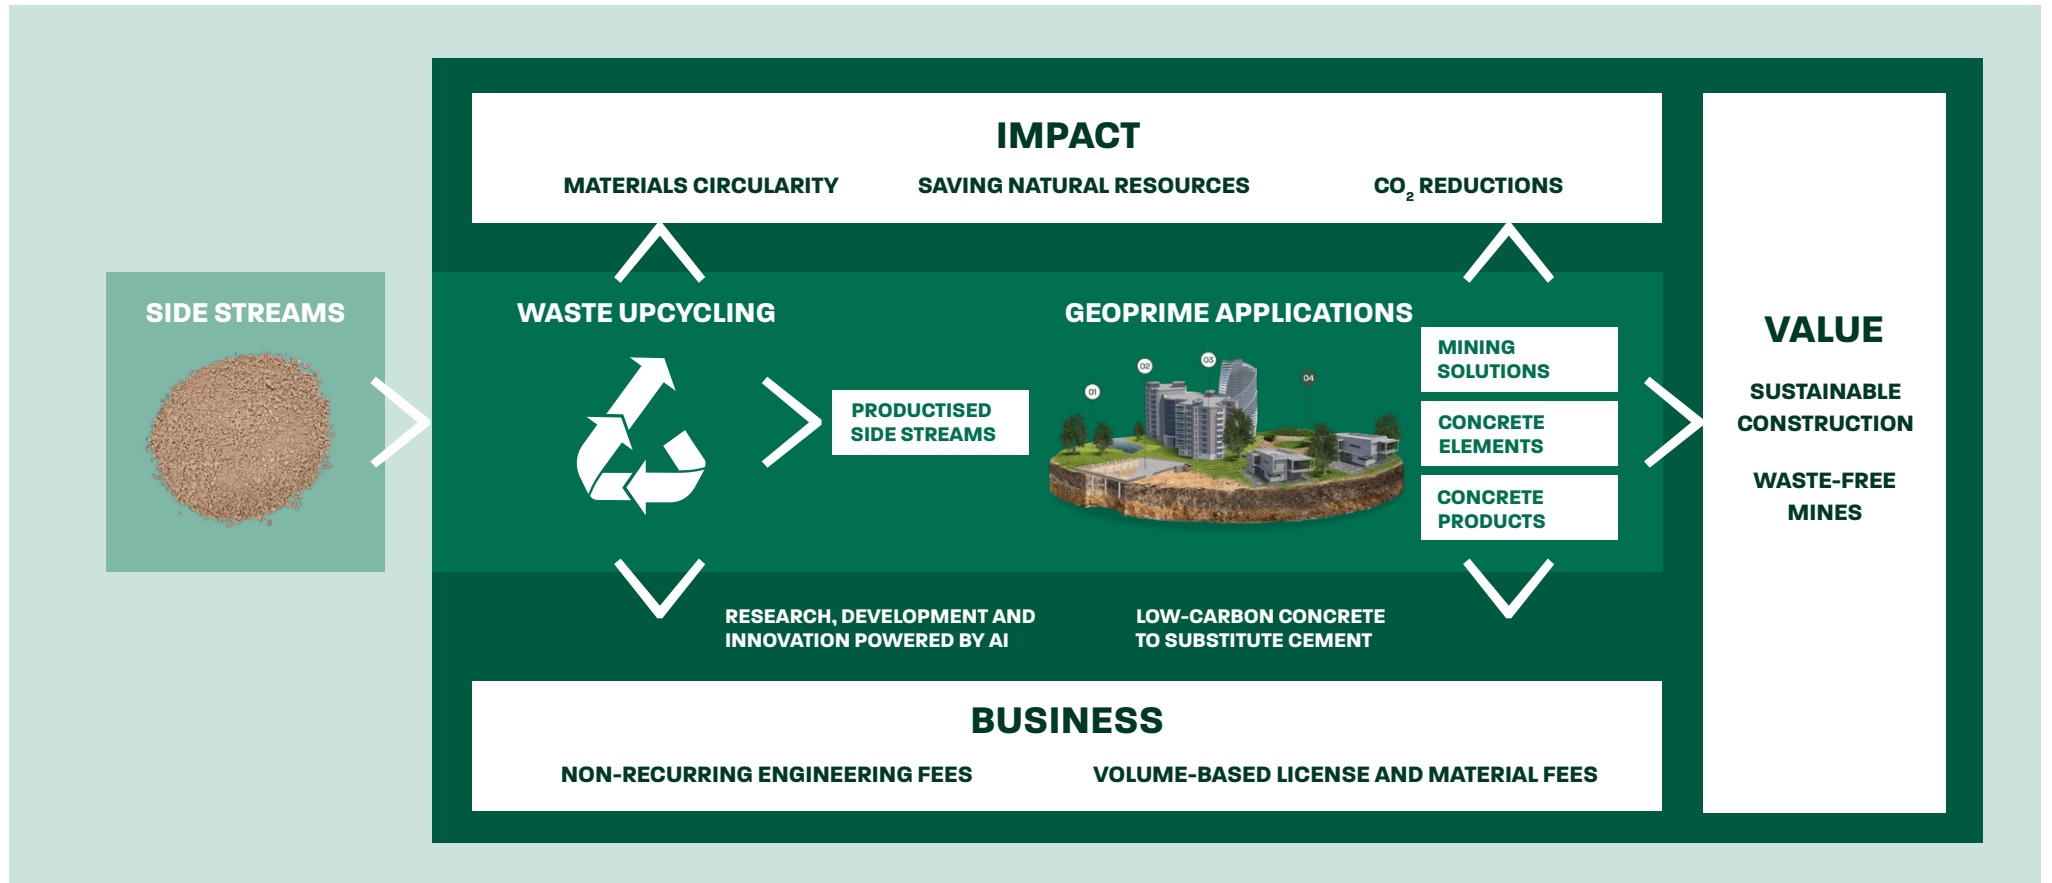 IMPACT
MATERIALS CIRCULARITY
SAVING NATURAL RESOURCES
CO₂ REDUCTIONS
SIDE STREAMS
WASTE UPCYCLING
PRODUCTISED
SIDE STREAMS
GEOPRIME APPLICATIONS
01
02
03
04
MINING
SOLUTIONS
CONCRETE
ELEMENTS
CONCRETE
PRODUCTS
RESEARCH, DEVELOPMENT AND
INNOVATION POWERED BY AI
LOW-CARBON CONCRETE
TO SUBSTITUTE CEMENT
BUSINESS
NON-RECURRING ENGINEERING FEES
VOLUME-BASED LICENSE AND MATERIAL FEES
VALUE
SUSTAINABLE
CONSTRUCTION
WASTE-FREE
MINES